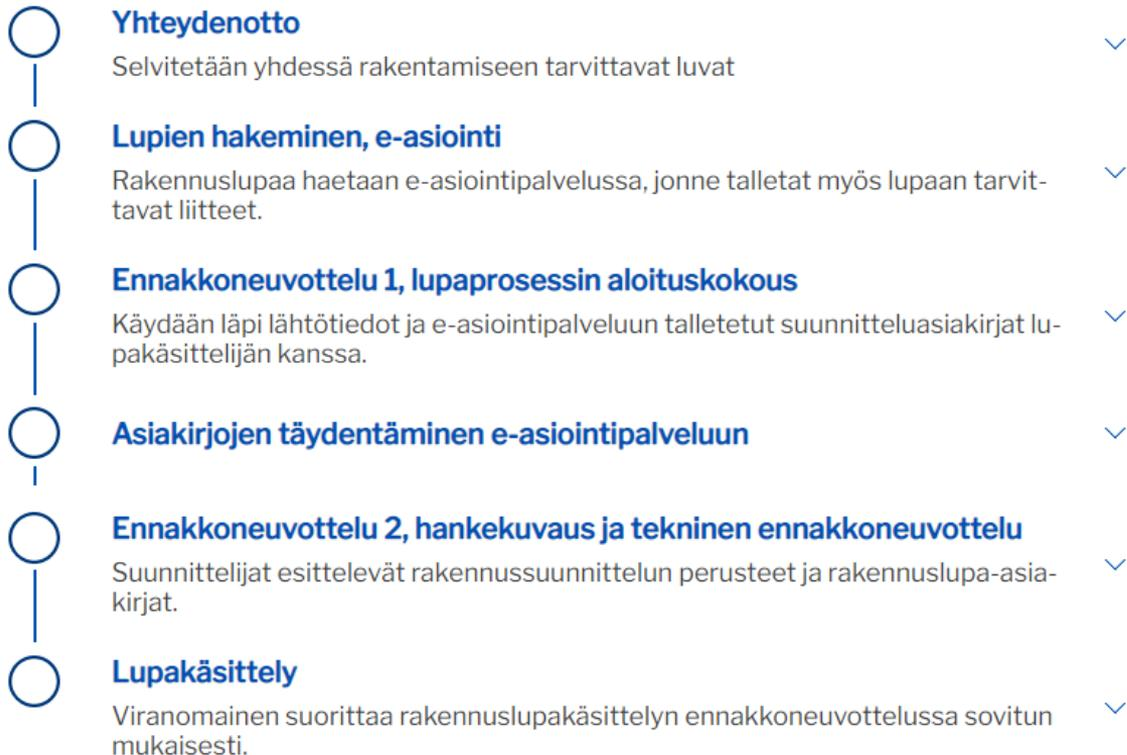 Yhteydenotto
Selvitetään yhdessä rakentamiseen tarvittavat luvat
Lupien hakeminen, e-asiointi
Rakennuslupaa haetaan e-asiointipalvelussa, jonne talletat myös lupaan tarvit-
tavat liitteet.
Ennakkoneuvottelu 1, lupaprosessin aloituskokous
Käydään läpi lähtötiedot ja e-asiointipalveluun talletetut suunnitteluasiakirjat lu-
pakäsittelijän kanssa.
Asiakirjojen täydentäminen e-asiointipalveluun
Ennakkoneuvottelu 2, hankekuvaus ja tekninen ennakkoneuvottelu
Suunnittelijat esittelevät rakennussuunnittelun perusteet ja rakennuslupa-asia-
kirjat.
Lupakäsittely
Viranomainen suorittaa rakennuslupakäsittelyn ennakkoneuvottelussa sovitun
mukaisesti.